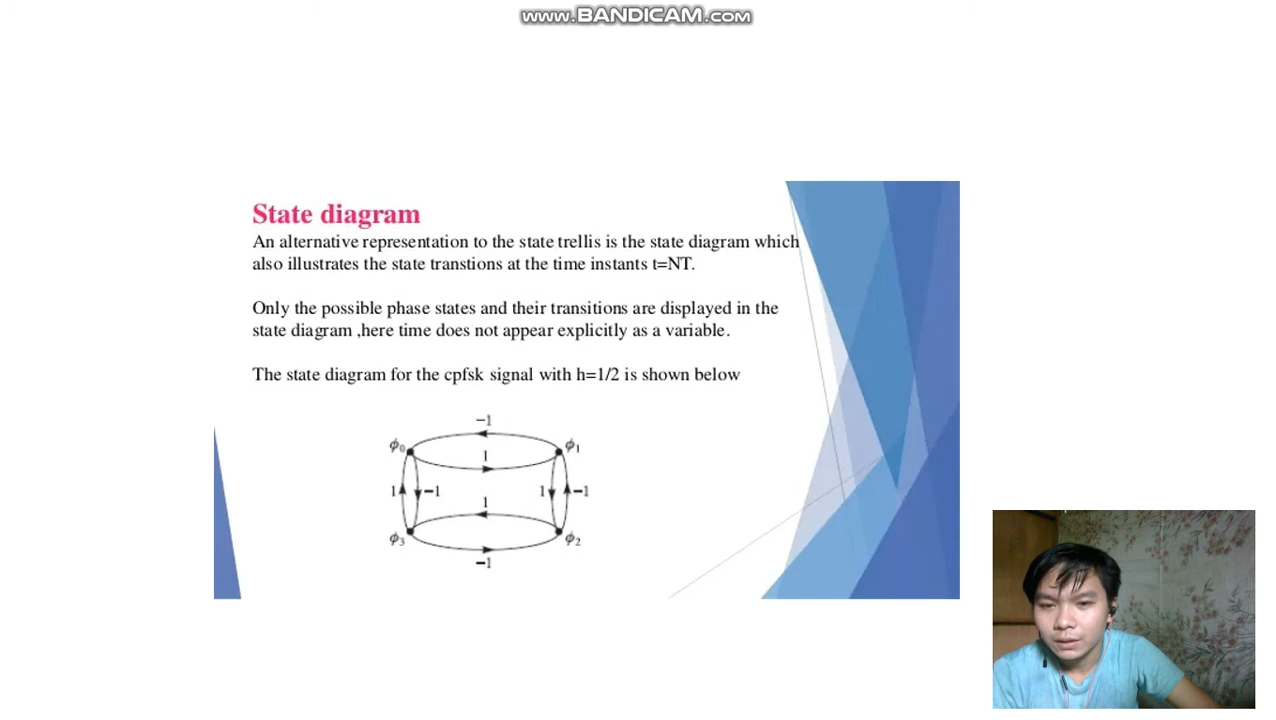 www.BANDICAM.com
State diagram
An alternative representation to the state trellis is the state diagram which
also illustrates the state transtions at the time instants t=NT.
Only the possible phase states and their transitions are displayed in the
state diagram ,here time does not appear explicitly as a variable.
The state diagram for the cpfsk signal with h=1/2 is shown below
−1
ϕ0 ϕ1
1
1 −1 1 −1
1
ϕ3 ϕ2
−1